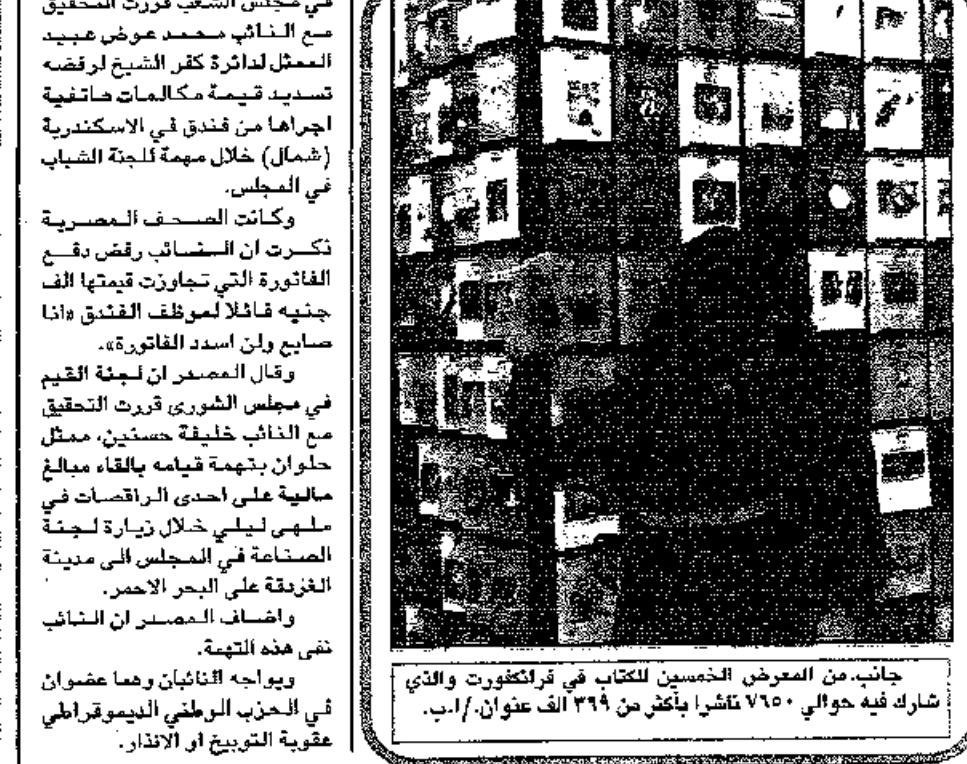 في مجلس الشعب قررت التحقيق
مع النائب محمد عوض عبيد
الممثل لدائرة كفر الشيخ لرفضه
تسديد قيمة مكالمات هاتفية
اجراها من فندق في الاسكندرية
(شمال) خلال مهمة للجنة الشباب
في المجلس.
وكانت الصحف المصرية
ذكرت ان النائب رفض دفع
الفاتورة التي تجاوزت قيمتها الف
جنيه قائلا لموظف الفندق «انا
صايع ولن اسدد الفاتورة».
وقال المصدر ان لجنة القيم
في مجلس الشورى قررت التحقيق
مع النائب خليفة حسنين، ممثل
حلوان بتهمة قيامه بالقاء مبالغ
مالية على احدى الراقصات في
ملهى ليلي خلال زيارة لجنة
الصناعة في المجلس الى مدينة
الغردقة على البحر الاحمر.
واضاف المصدر ان النائب
نفى هذه التهمة.
ويواجه النائبان وهما عضوان
في الحزب الوطني الديموقراطي
عقوبة التوبيخ او الانذار.
جانب من المعرض الخمسين للكتاب في فرانكفورت والذي
شارك فيه حوالي ٧٦٥٠ ناشرا بأكثر من ٣٦٩ الف عنوان./ا.ب.